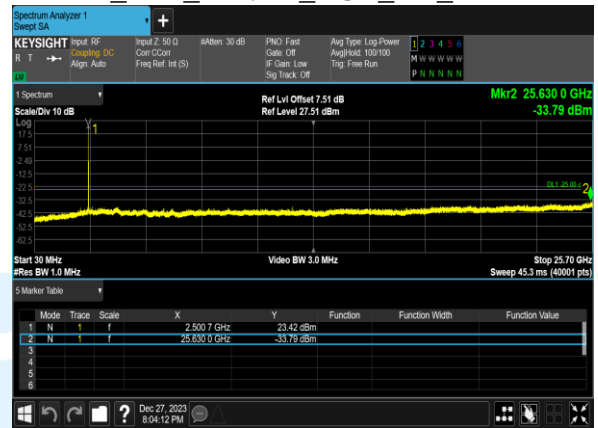 Spectrum Analyzer 1
Swept SA
+
KEYSIGHT Input: RF Input Z: 50 Ω #Atten: 30 dB PNO: Fast Avg Type: Log-Power 1 2 3 4 5 6
R T Coupling: DC Corr CCorr Gate: Off Avg|Hold: 100/100 M W W W W W
Align: Auto Freq Ref: Int (S) IF Gain: Low Trig: Free Run
Sig Track: Off P N N N N N
1 Spectrum Ref Lvl Offset 7.51 dB Mkr2 25.630 0 GHz
Scale/Div 10 dB Ref Level 27.51 dBm -33.79 dBm
Log
17.5
7.51
-2.49
-12.5
-22.5
-32.5
-42.5
-52.5
-62.5
1
DL1 -25.00
2
Start 30 MHz Video BW 3.0 MHz Stop 25.70 GHz
#Res BW 1.0 MHz Sweep 45.3 ms (40001 pts)
5 Marker Table
Mode Trace Scale X Y Function Function Width Function Value
1 N 1 f 2.500 7 GHz 23.42 dBm
2 N 1 f 25.630 0 GHz -33.79 dBm
3
4
5
6
? Dec 27, 2023
8:04:12 PM